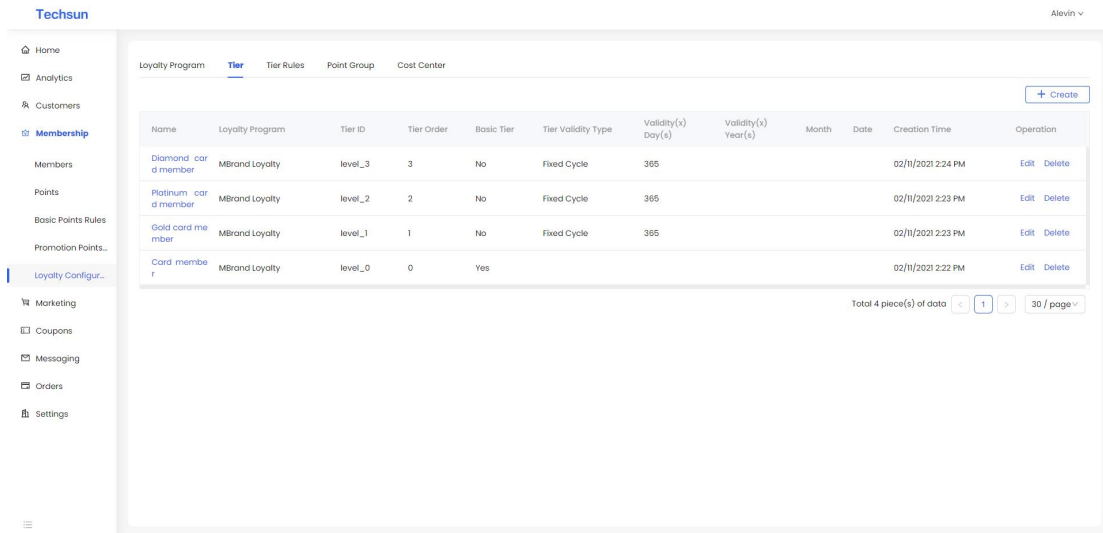 Techsun
Alevin
Home
Analytics
Customers
Membership
Members
Points
Basic Points Rules
Promotion Points...
Loyalty Configur...
Marketing
Coupons
Messaging
Orders
Settings
Loyalty Program Tier Tier Rules Point Group Cost Center
+ Create
Name Loyalty Program Tier ID Tier Order Basic Tier Tier Validity Type Validity(x) Day(s) Validity(x) Year(s) Month Date Creation Time Operation
Diamond car
d member
MBrand Loyalty level_3 3 No Fixed Cycle 365 02/11/2021 2:24 PM Edit Delete
Platinum car
d member
MBrand Loyalty level_2 2 No Fixed Cycle 365 02/11/2021 2:23 PM Edit Delete
Gold card me
mber
MBrand Loyalty level_1 1 No Fixed Cycle 365 02/11/2021 2:23 PM Edit Delete
Card membe
r
MBrand Loyalty level_0 0 Yes 02/11/2021 2:22 PM Edit Delete
Total 4 piece(s) of data < 1 > 30 / page